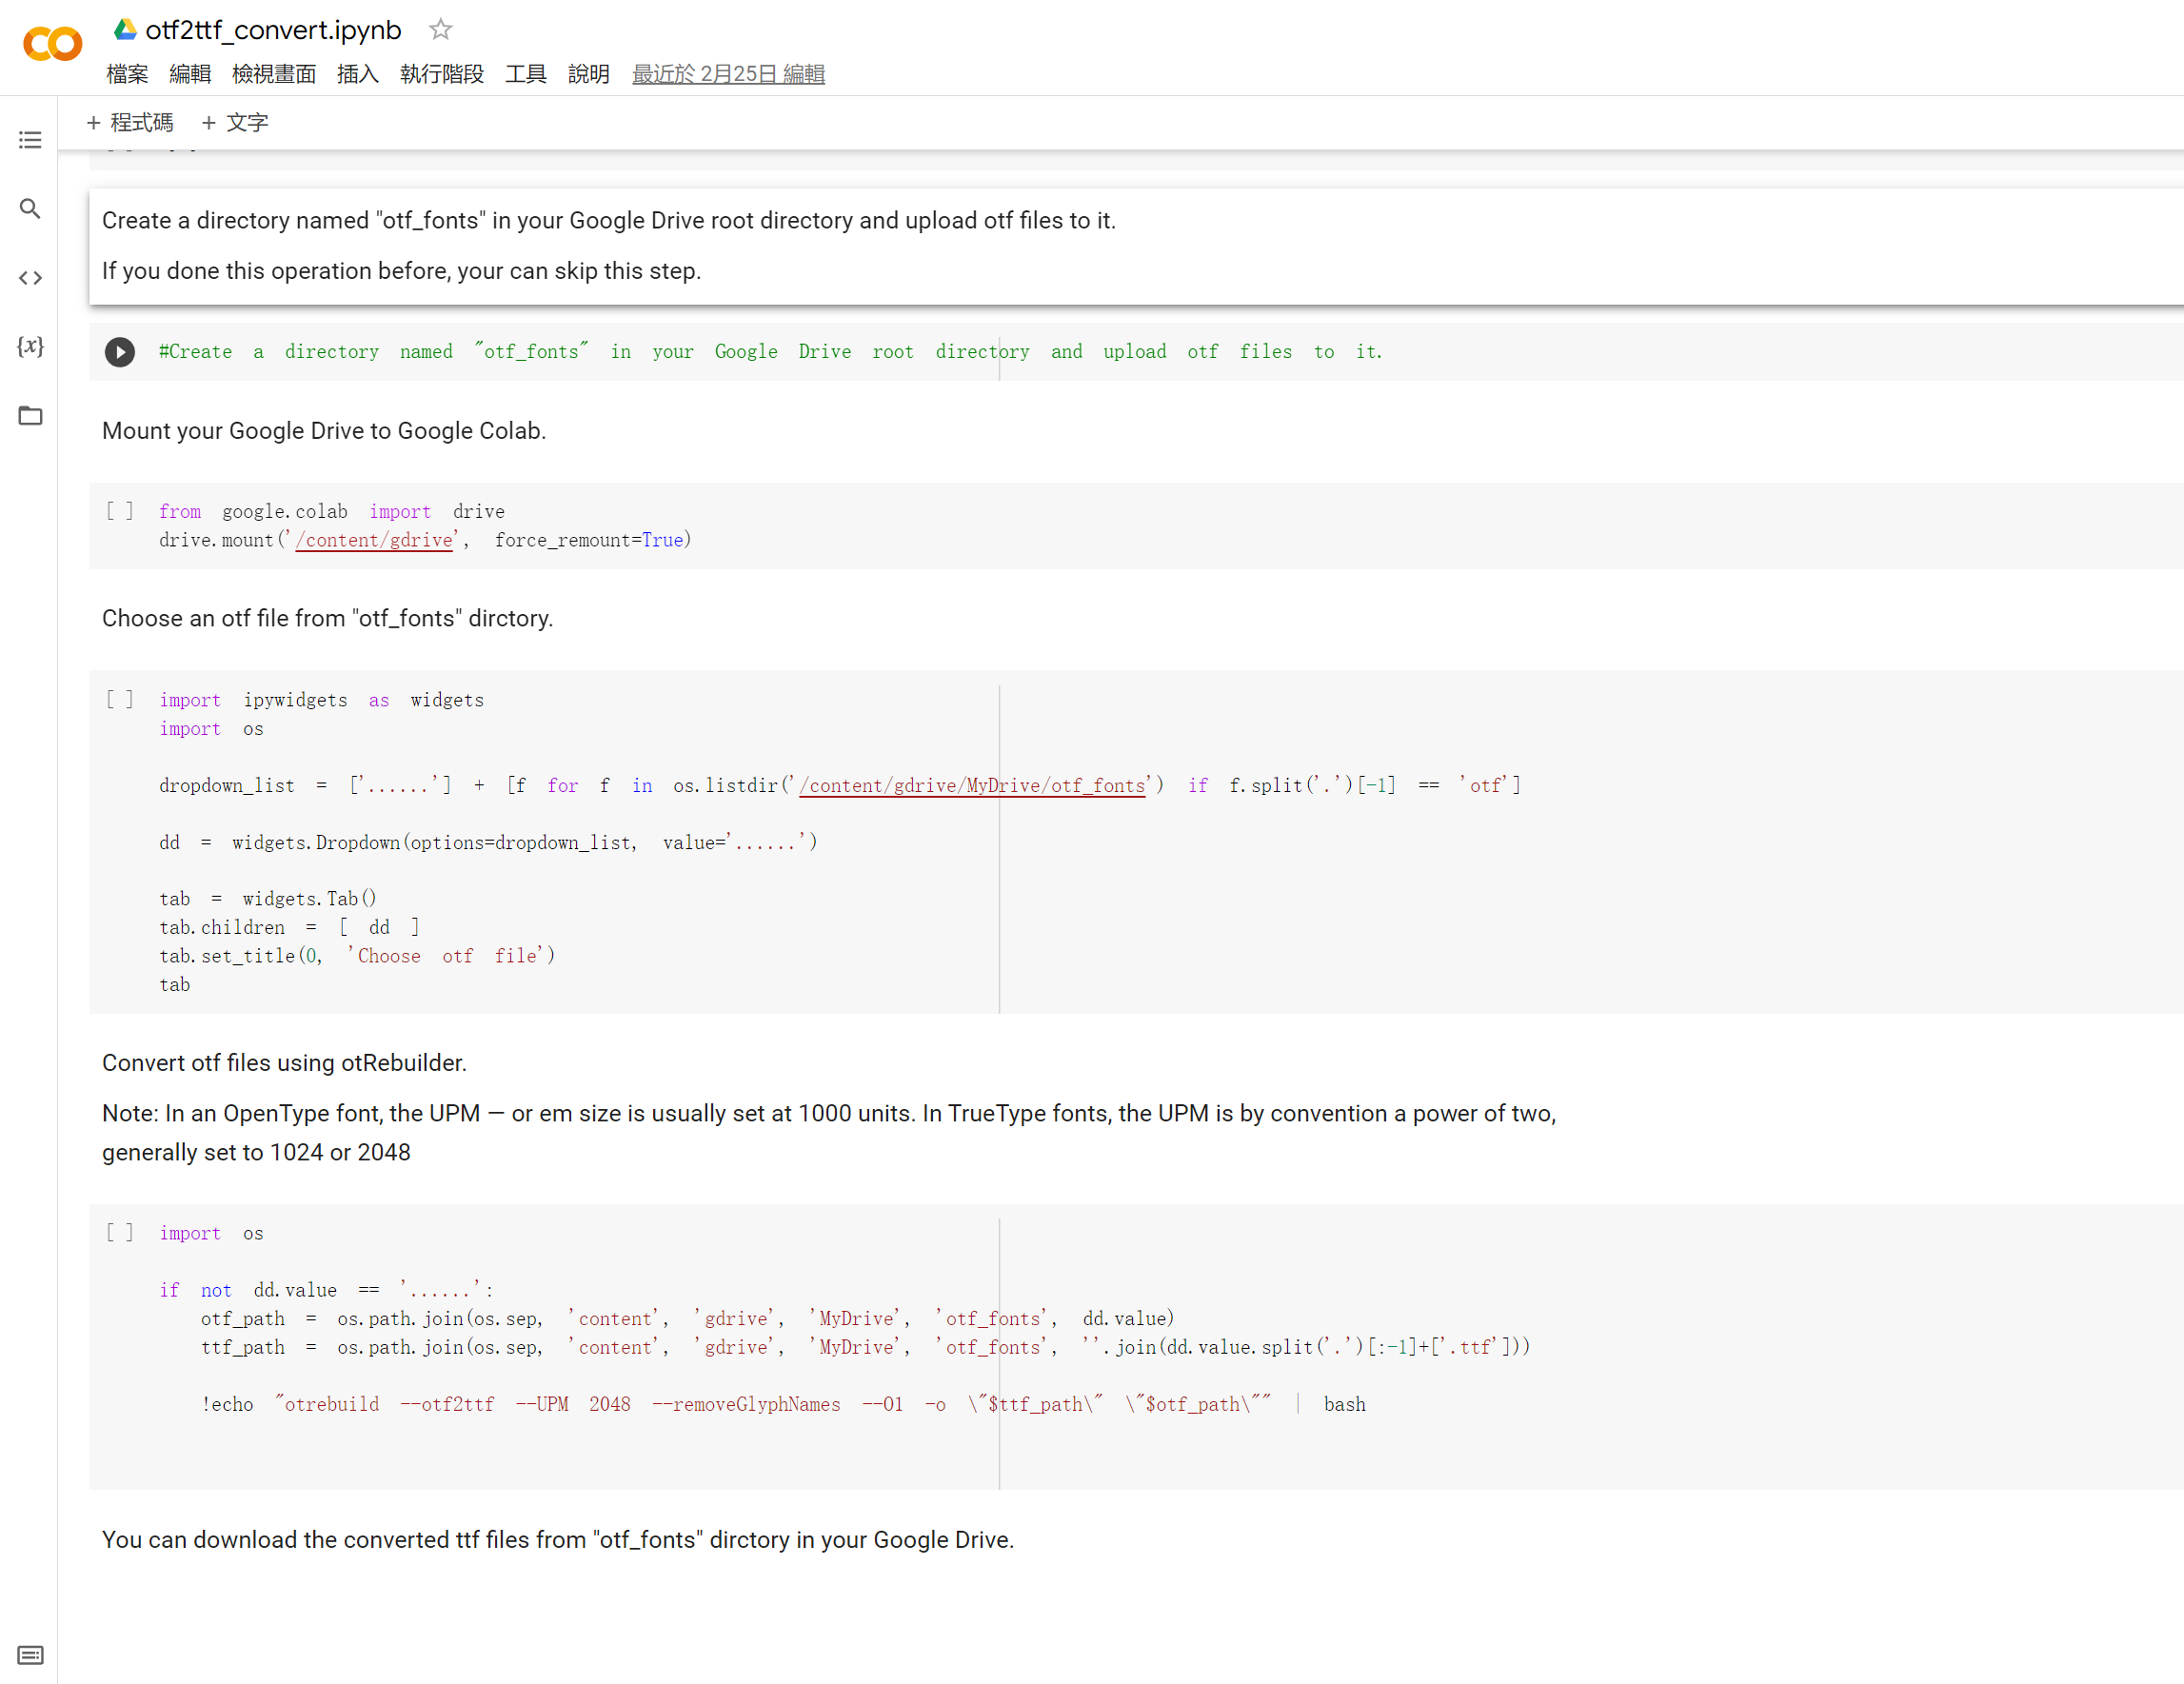 otf2ttf_convert.ipynb
檔案 編輯 檢視畫面 插入 執行階段 工具 說明 最近於 2月25日 編輯
+ 程式碼 + 文字
Create a directory named "otf_fonts" in your Google Drive root directory and upload otf files to it.
If you done this operation before, your can skip this step.
#Create a directory named "otf_fonts" in your Google Drive root directory and upload otf files to it.
Mount your Google Drive to Google Colab.
[ ] from google.colab import drive
drive.mount('/content/gdrive', force_remount=True)
Choose an otf file from "otf_fonts" dirctory.
[ ] import ipywidgets as widgets
import os
dropdown_list = ['......'] + [f for f in os.listdir('/content/gdrive/MyDrive/otf_fonts') if f.split('.')[-1] == 'otf']
dd = widgets.Dropdown(options=dropdown_list, value='......')
tab = widgets.Tab()
tab.children = [ dd ]
tab.set_title(0, 'Choose otf file')
tab
Convert otf files using otRebuilder.
Note: In an OpenType font, the UPM — or em size is usually set at 1000 units. In TrueType fonts, the UPM is by convention a power of two,
generally set to 1024 or 2048
[ ] import os
if not dd.value == '......':
otf_path = os.path.join(os.sep, 'content', 'gdrive', 'MyDrive', 'otf_fonts', dd.value)
ttf_path = os.path.join(os.sep, 'content', 'gdrive', 'MyDrive', 'otf_fonts', ''.join(dd.value.split('.')[:-1]+['.ttf']))
!echo "otrebuild --otf2ttf --UPM 2048 --removeGlyphNames --O1 -o \"$ttf_path\" \"$otf_path\"" | bash
You can download the converted ttf files from "otf_fonts" dirctory in your Google Drive.